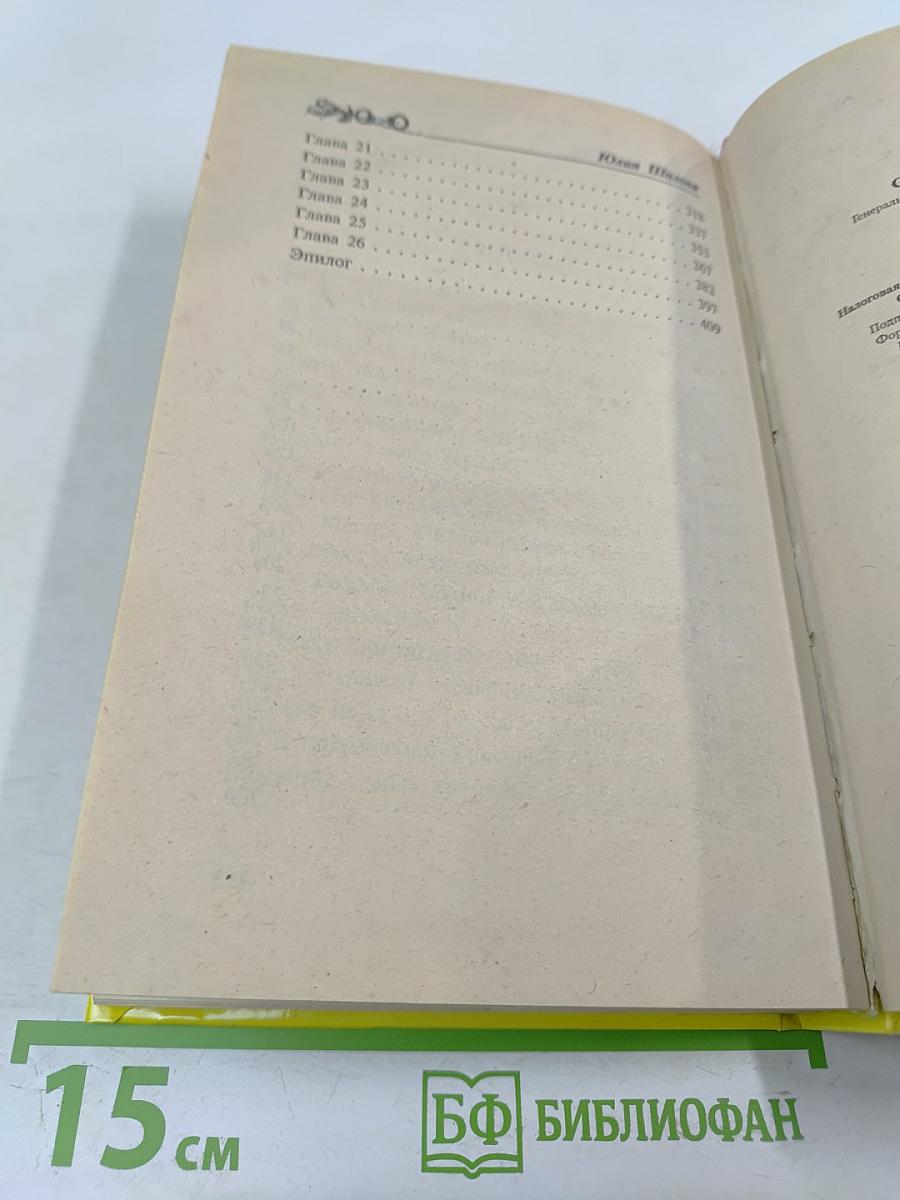 Юлия Шилова
Глава 21 . . . . . . . . . . . . . . . . . . . . . . . . . 318
Глава 22 . . . . . . . . . . . . . . . . . . . . . . . . . 337
Глава 23 . . . . . . . . . . . . . . . . . . . . . . . . . 353
Глава 24 . . . . . . . . . . . . . . . . . . . . . . . . . 367
Глава 25 . . . . . . . . . . . . . . . . . . . . . . . . . 382
Глава 26 . . . . . . . . . . . . . . . . . . . . . . . . . 397
Эпилог . . . . . . . . . . . . . . . . . . . . . . . . . 409
Налоговая
15 см
БФ БИБЛИОФАН